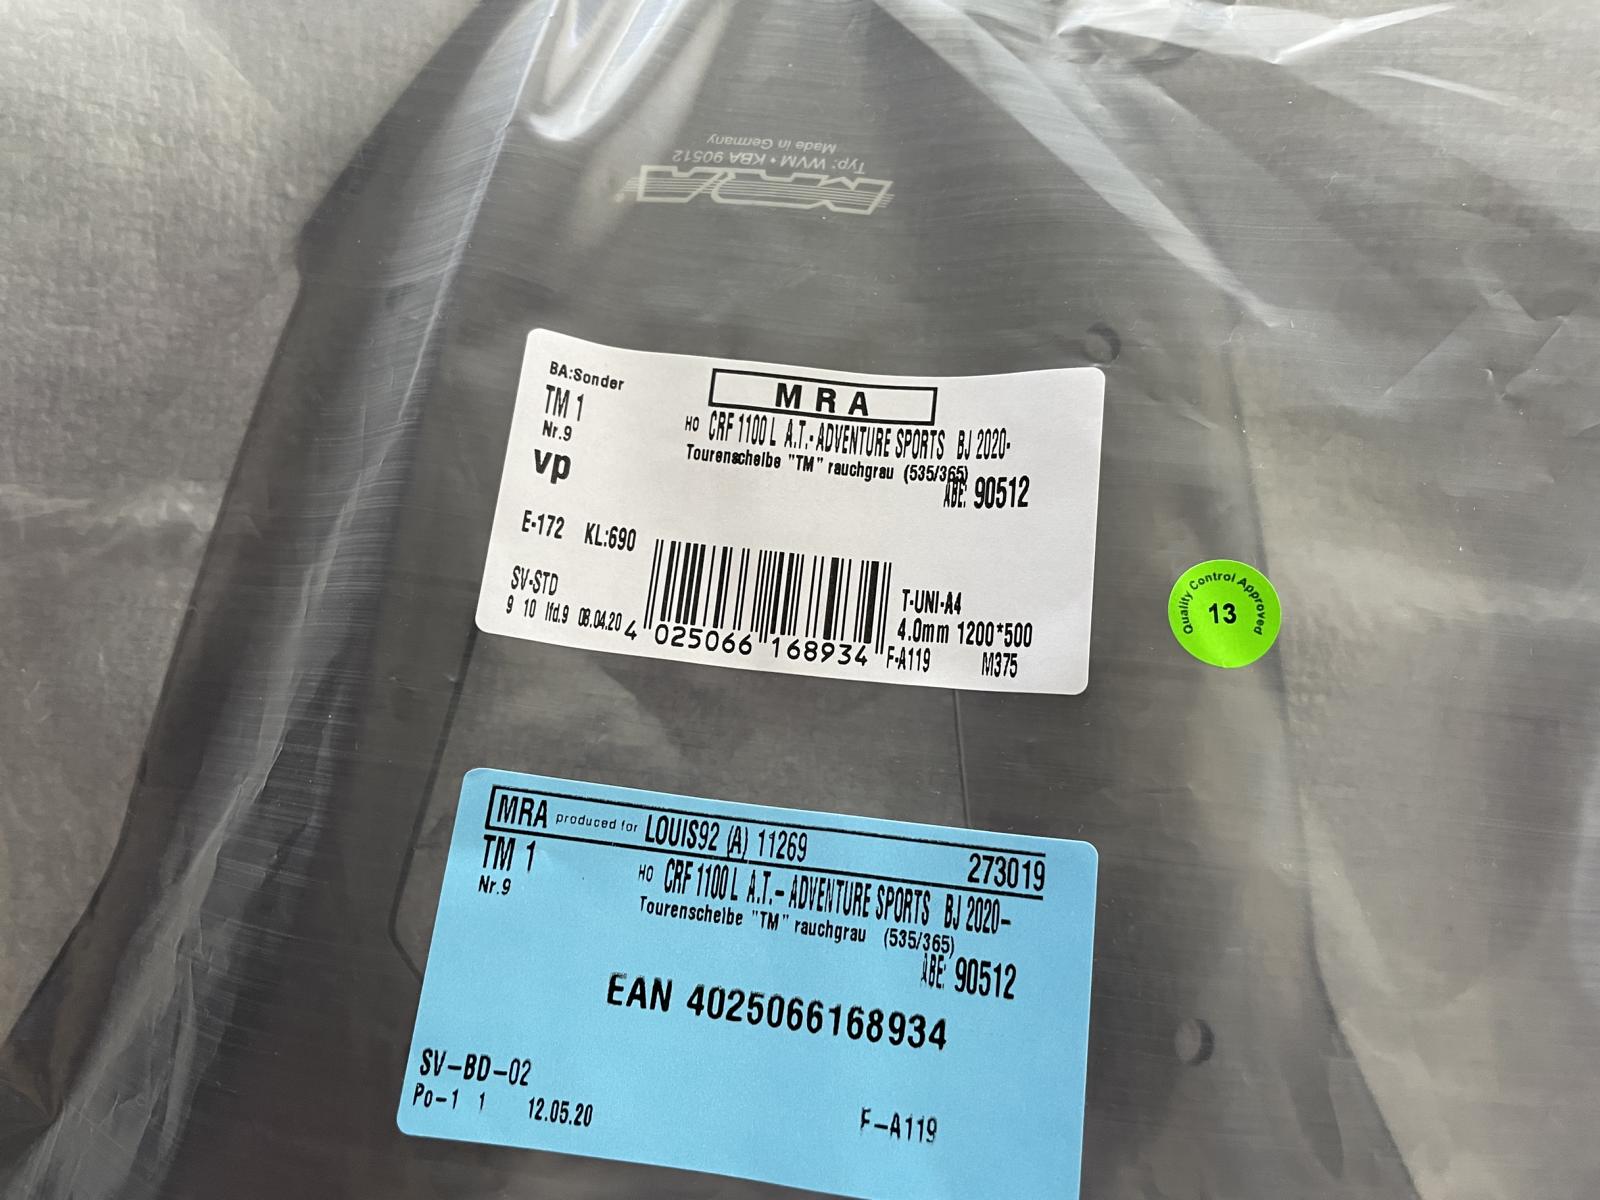 Made in Germany
Typ: WVM • KBA 90512
MRA
BA:Sonder
TM 1
Nr.9
vp
MRA
HO CRF 1100 L A.T.-ADVENTURE SPORTS BJ 2020-
Tourenscheibe "TM" rauchgrau (535/365)
ABE: 90512
E-172 KL:690
SV-STD
9 10 lfd.9 08.04.20
4 025066 168934
T-UNI-A4
4.0mm 1200*500
F-A119 M375
Quality Control Approved
13
MRA produced for LOUIS92 (A) 11269
273019
TM 1
Nr.9
HO CRF 1100 L A.T.- ADVENTURE SPORTS BJ 2020-
Tourenscheibe "TM" rauchgrau (535/365)
ABE: 90512
EAN 4025066168934
SV-BD-02
Po-1 1 12.05.20
F-A119